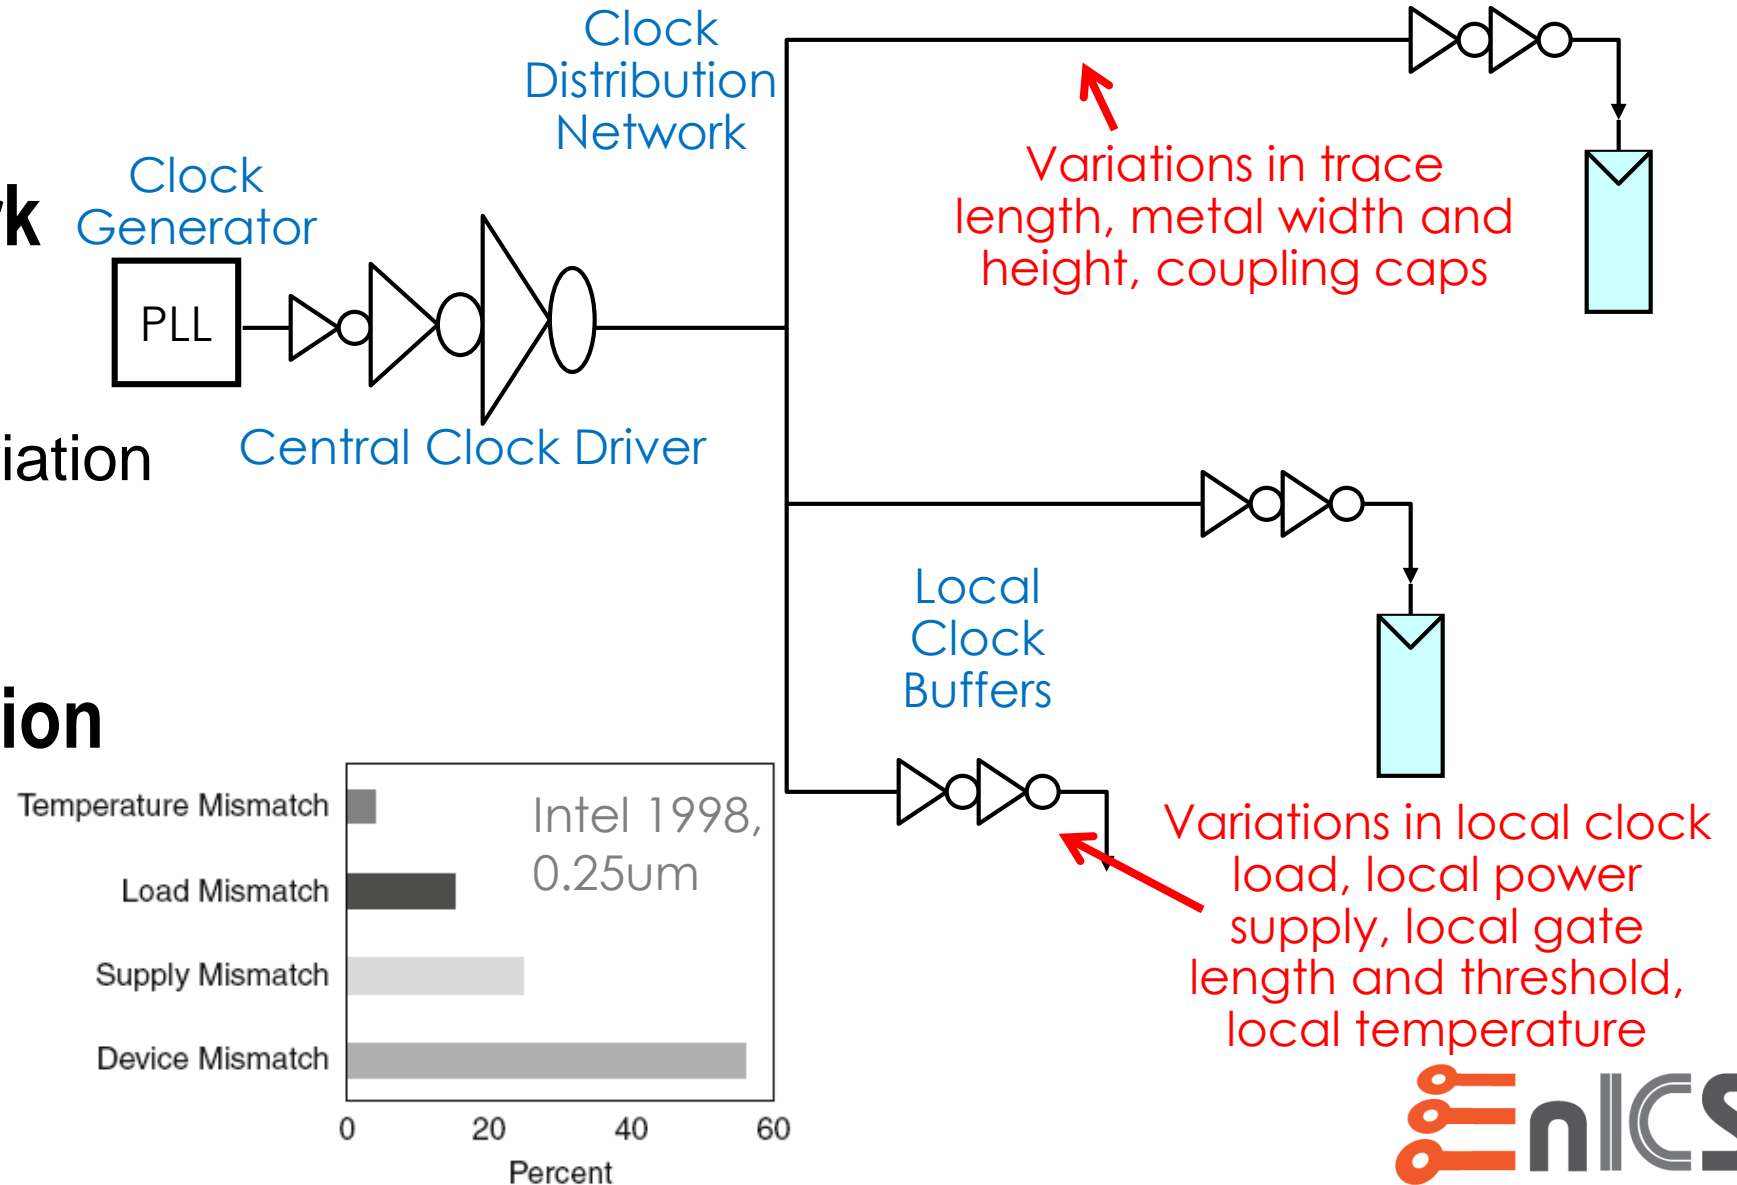 Clock
Distribution
Network
Clock
Generator
rk
PLL
Variations in trace
length, metal width and
height, coupling caps
Central Clock Driver
iation
Local
Clock
Buffers
ion
Temperature Mismatch
Load Mismatch
Supply Mismatch
Device Mismatch
Intel 1998,
0.25um
0 20 40 60
Percent
Variations in local clock
load, local power
supply, local gate
length and threshold,
local temperature
EnICS